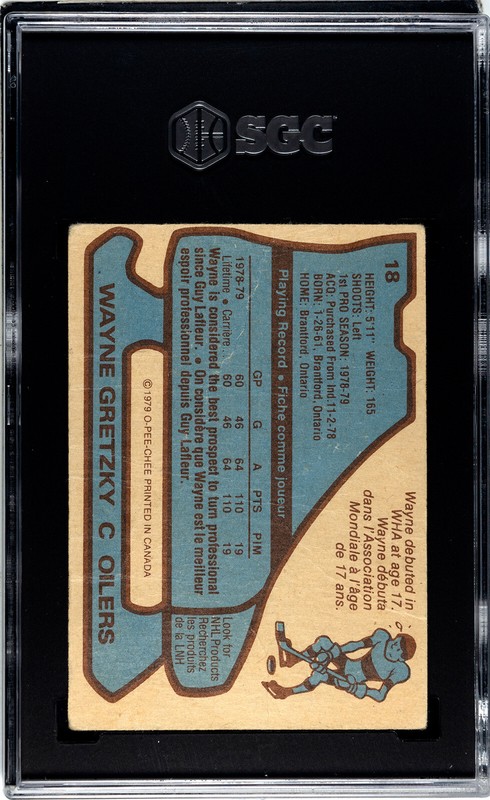 SGC
18
HEIGHT: 5'11" WEIGHT: 165
SHOOTS: Left
1st PRO SEASON: 1978-79
ACQ: Purchased From Ind. 11-2-78
BORN: 1-26-61, Brantford, Ontario
HOME: Brantford, Ontario
Wayne debuted in
WHA at age 17.
Wayne débuta
dans l'Association
Mondiale à l'âge
de 17 ans.
Playing Record • Fiche comme joueur
GP G A PTS PIM
1978-79 60 46 64 110 19
Lifetime • Carrière 60 46 64 110 19
Wayne is considered the best prospect to turn professional
since Guy Lafleur. • On considère que Wayne est le meilleur
espoir professionnel depuis Guy Lafleur.
Look for
NHL Products
Recherchez
les produits
de la LNH
© 1979 O-PEE-CHEE PRINTED IN CANADA
WAYNE GRETZKY C OILERS